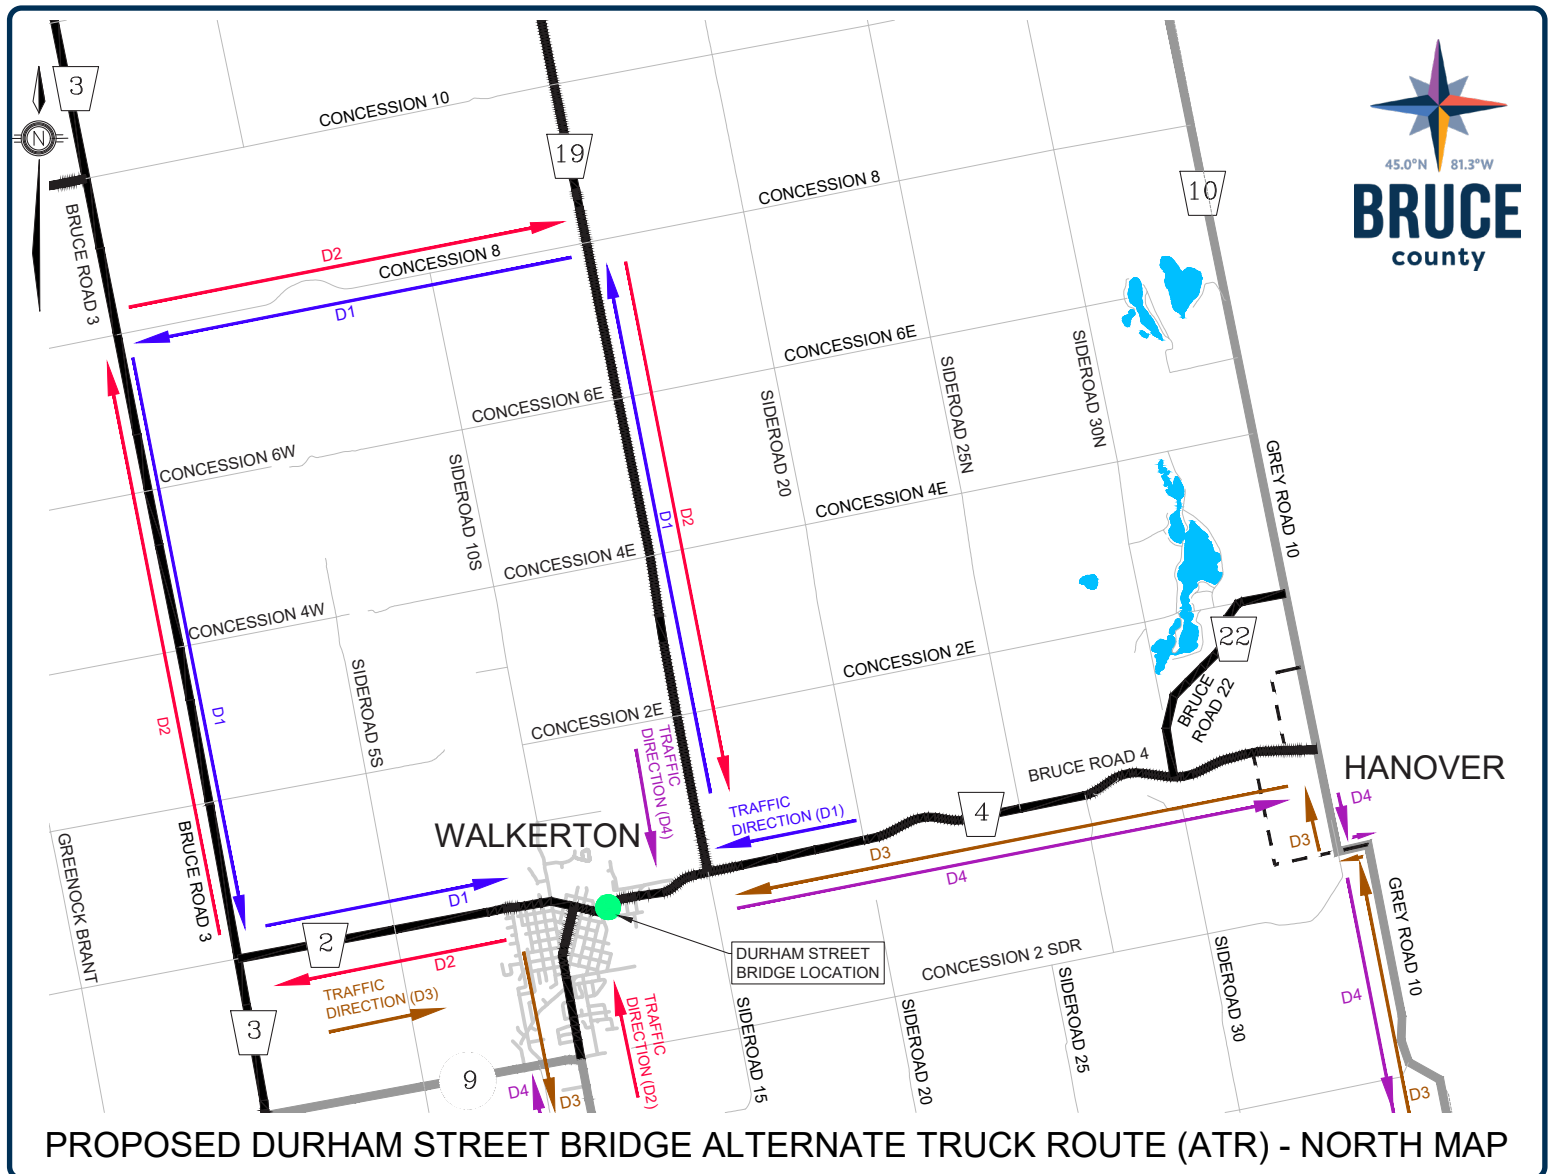 3
N
BRUCE ROAD 3
CONCESSION 10
19
CONCESSION 8
10
45.0°N 81.3°W
BRUCE
county
D2
CONCESSION 8
D1
CONCESSION 6E
CONCESSION 6E
SIDEROAD 20
SIDEROAD 25N
SIDEROAD 30N
GREY ROAD 10
CONCESSION 6W
SIDEROAD 10S
CONCESSION 4E
CONCESSION 4E
D1
D2
CONCESSION 4W
SIDEROAD 5S
D2
D1
CONCESSION 2E
CONCESSION 2E
22
BRUCE
ROAD 22
TRAFFIC
DIRECTION (D4)
BRUCE ROAD 4
HANOVER
4
TRAFFIC
DIRECTION (D1)
D4
D3
WALKERTON
D3
D4
GREENOCK BRANT
BRUCE ROAD 3
D1
2
D2
DURHAM STREET
BRIDGE LOCATION
CONCESSION 2 SDR
GREY ROAD 10
TRAFFIC
DIRECTION (D3)
TRAFFIC
DIRECTION (D2)
SIDEROAD 15
SIDEROAD 20
SIDEROAD 25
SIDEROAD 30
D4
3
9
D4
D3
D3
PROPOSED DURHAM STREET BRIDGE ALTERNATE TRUCK ROUTE (ATR) - NORTH MAP